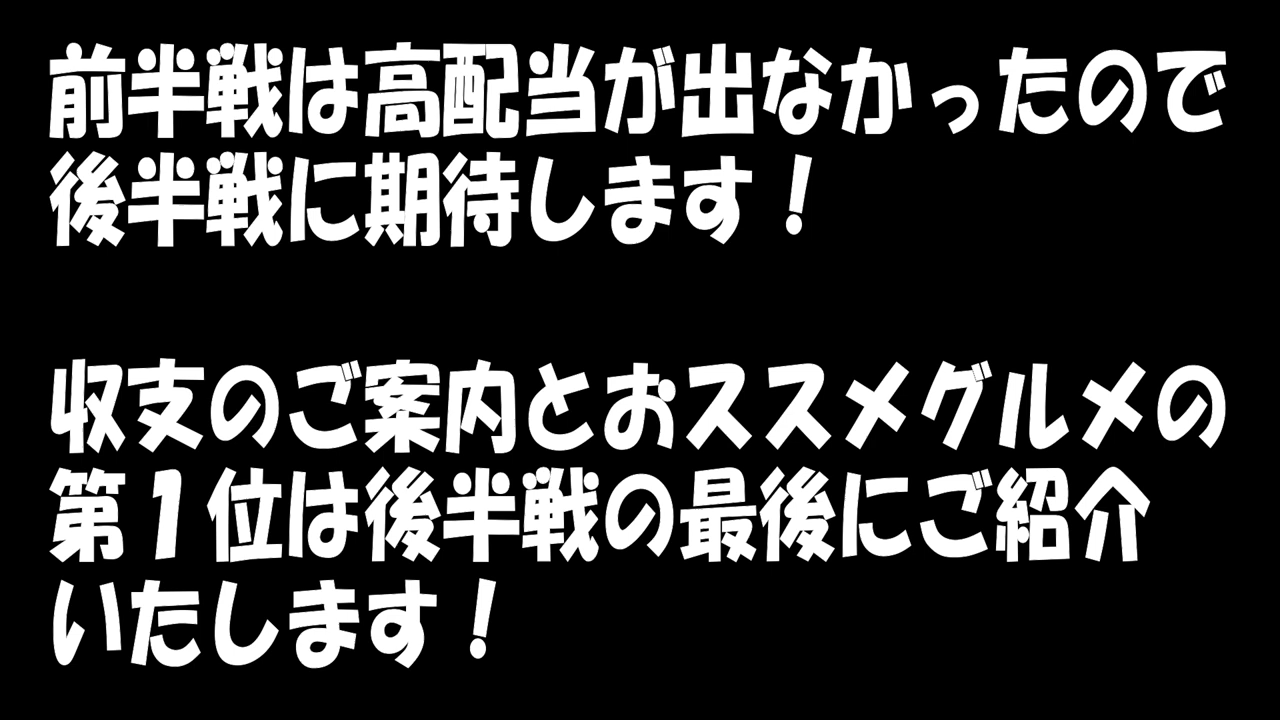 前半戦は高配当が出なかったので
後半戦に期待します！
収支のご案内とおススメグルメの
第１位は後半戦の最後にご紹介
いたします！